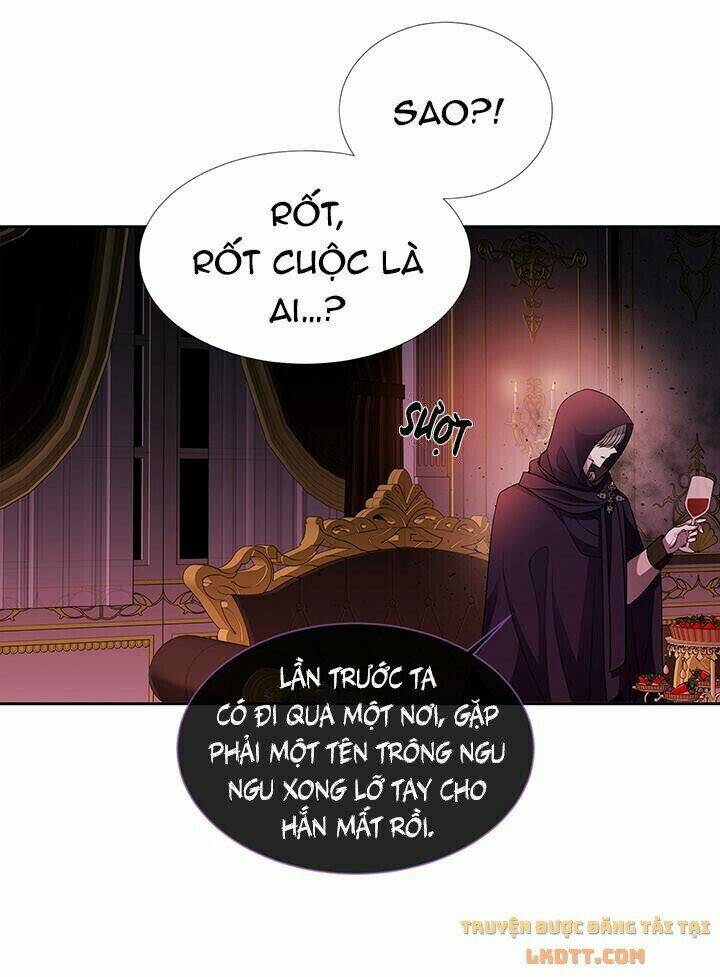 SAO?!
RỐT,
RỐT CUỘC LÀ
AI...?
SƯỢT
LẦN TRƯỚC TA
CÓ ĐI QUA MỘT NƠI, GẶP
PHẢI MỘT TÊN TRÔNG NGU
NGU XONG LỠ TAY CHO
HẮN MẤT RỒI.
TRUYỆN ĐƯỢC ĐĂNG TẢI TẠI
LKDTT.COM